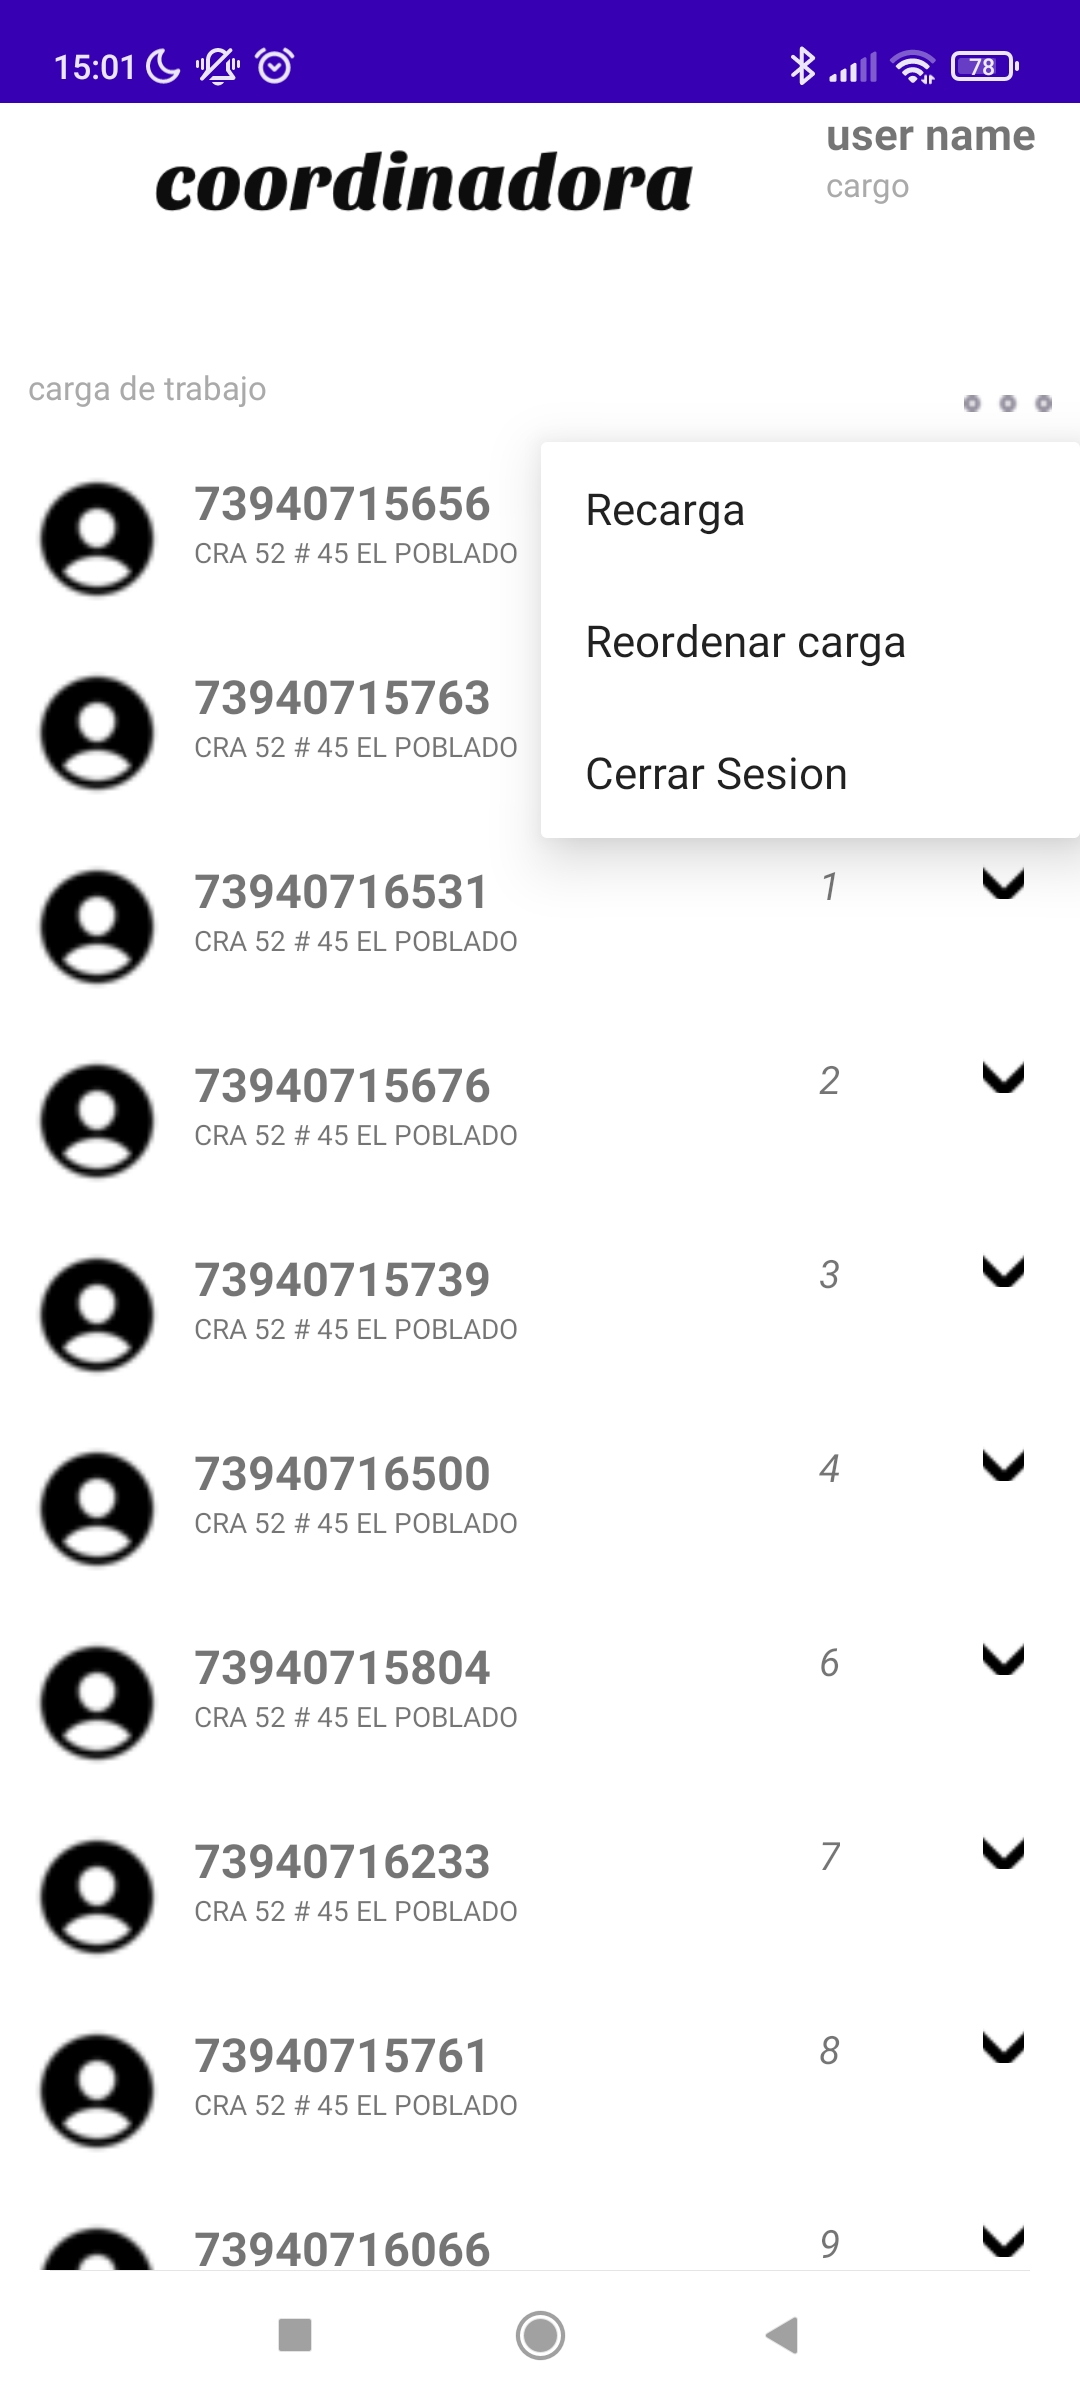 15:01
78
coordinadora
user name
cargo
carga de trabajo
73940715656
CRA 52 # 45 EL POBLADO
Recarga
Reordenar carga
Cerrar Sesion
73940715763
CRA 52 # 45 EL POBLADO
73940716531
1
CRA 52 # 45 EL POBLADO
73940715676
2
CRA 52 # 45 EL POBLADO
73940715739
3
CRA 52 # 45 EL POBLADO
73940716500
4
CRA 52 # 45 EL POBLADO
73940715804
6
CRA 52 # 45 EL POBLADO
73940716233
7
CRA 52 # 45 EL POBLADO
73940715761
8
CRA 52 # 45 EL POBLADO
73940716066
9